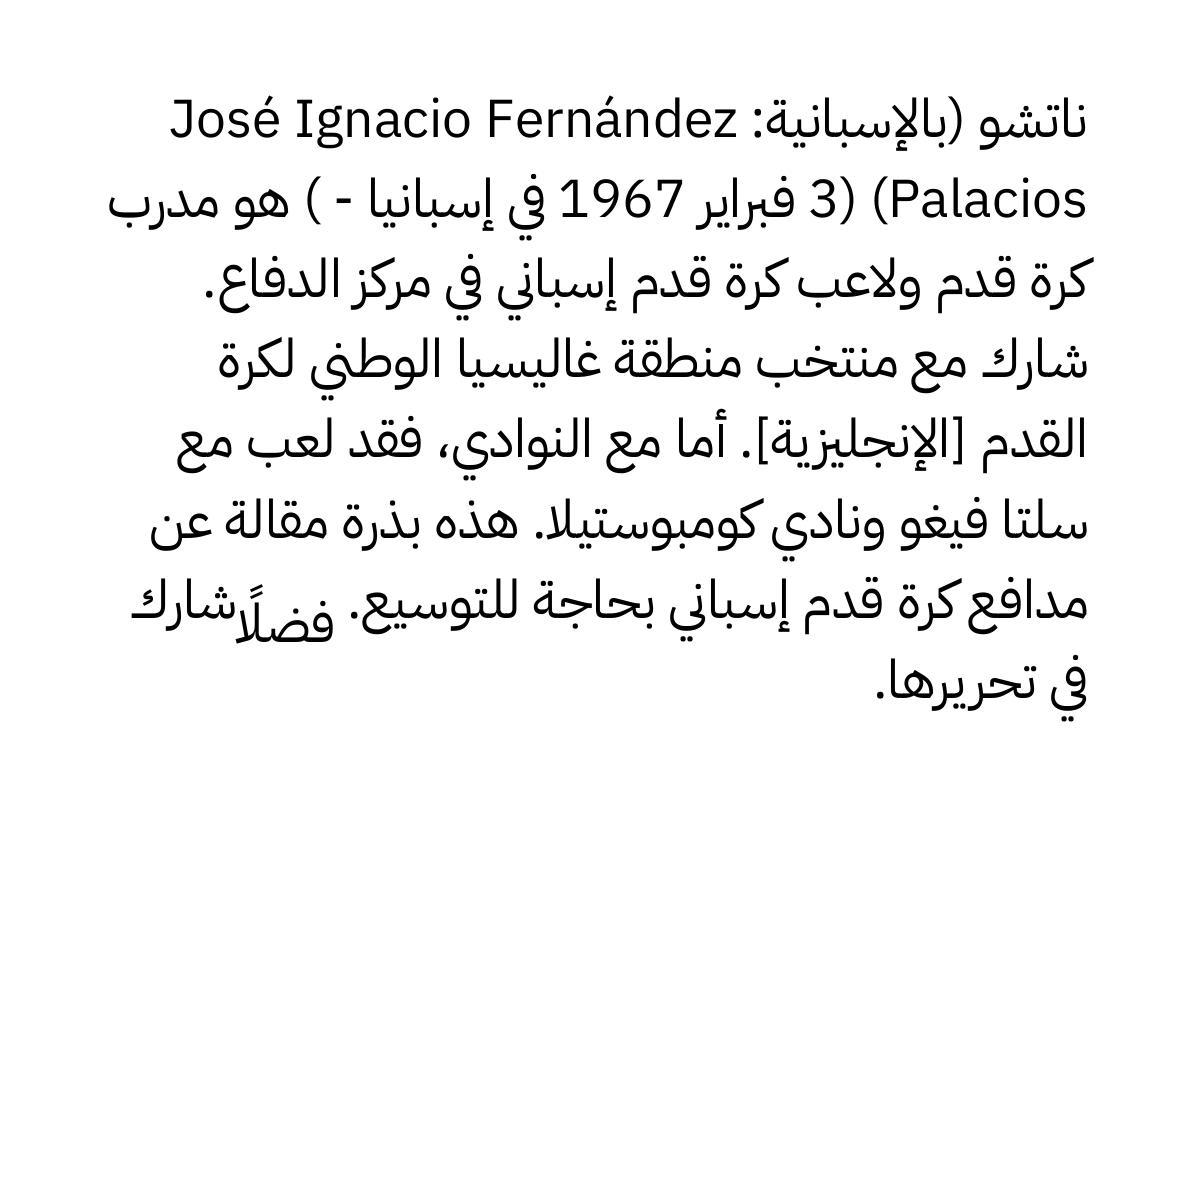 ناتشو (بالإسبانية: José Ignacio Fernández
Palacios) (3 فبراير 1967 في إسبانيا - ) هو مدرب
كرة قدم ولاعب كرة قدم إسباني في مركز الدفاع.
شارك مع منتخب منطقة غاليسيا الوطني لكرة
القدم [الإنجليزية]. أما مع النوادي، فقد لعب مع
سلتا فيغو ونادي كومبوستيلا. هذه بذرة مقالة عن
مدافع كرة قدم إسباني بحاجة للتوسيع. فضلًا شارك
في تحريرها.